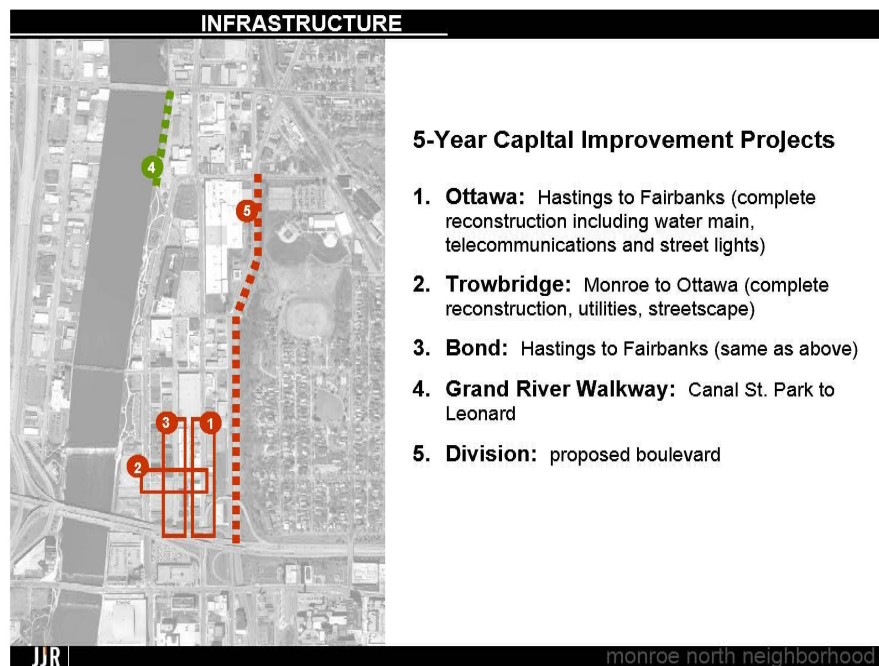 INFRASTRUCTURE
5-Year Capital Improvement Projects
1. Ottawa: Hastings to Fairbanks (complete
reconstruction including water main,
telecommunications and street lights)
2. Trowbridge: Monroe to Ottawa (complete
reconstruction, utilities, streetscape)
3. Bond: Hastings to Fairbanks (same as above)
4. Grand River Walkway: Canal St. Park to
Leonard
5. Division: proposed boulevard
4
5
3
1
2
JJR
monroe north neighborhood